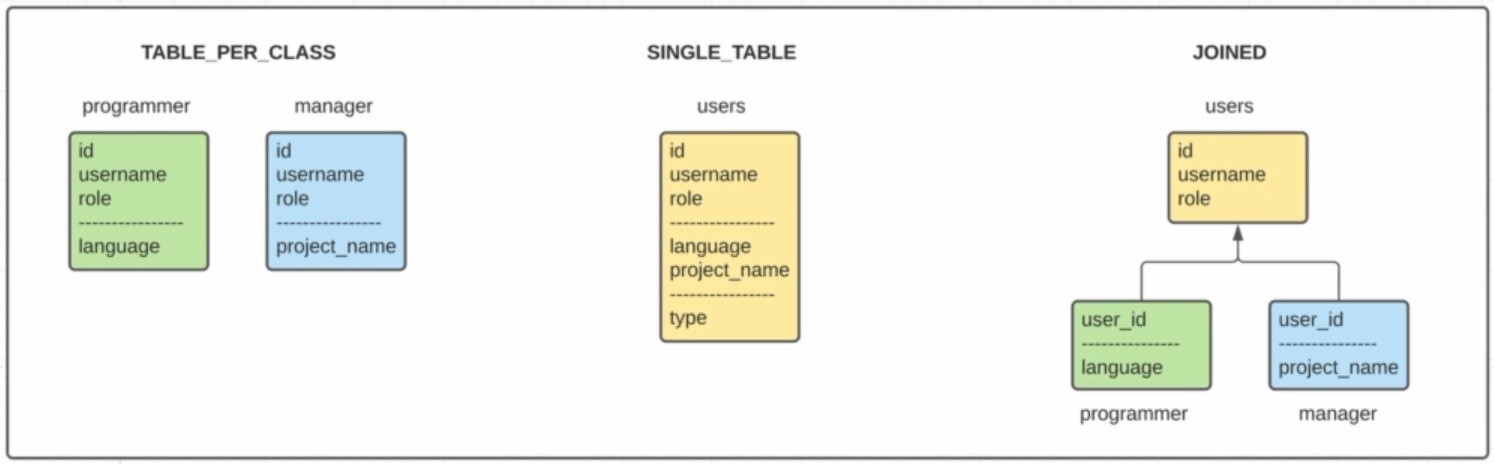 TABLE_PER_CLASS
programmer
id
username
role
----------------
language
manager
id
username
role
----------------
project_name
SINGLE_TABLE
users
id
username
role
----------------
language
project_name
----------------
type
JOINED
users
id
username
role
user_id
---------------
language
programmer
user_id
---------------
project_name
manager